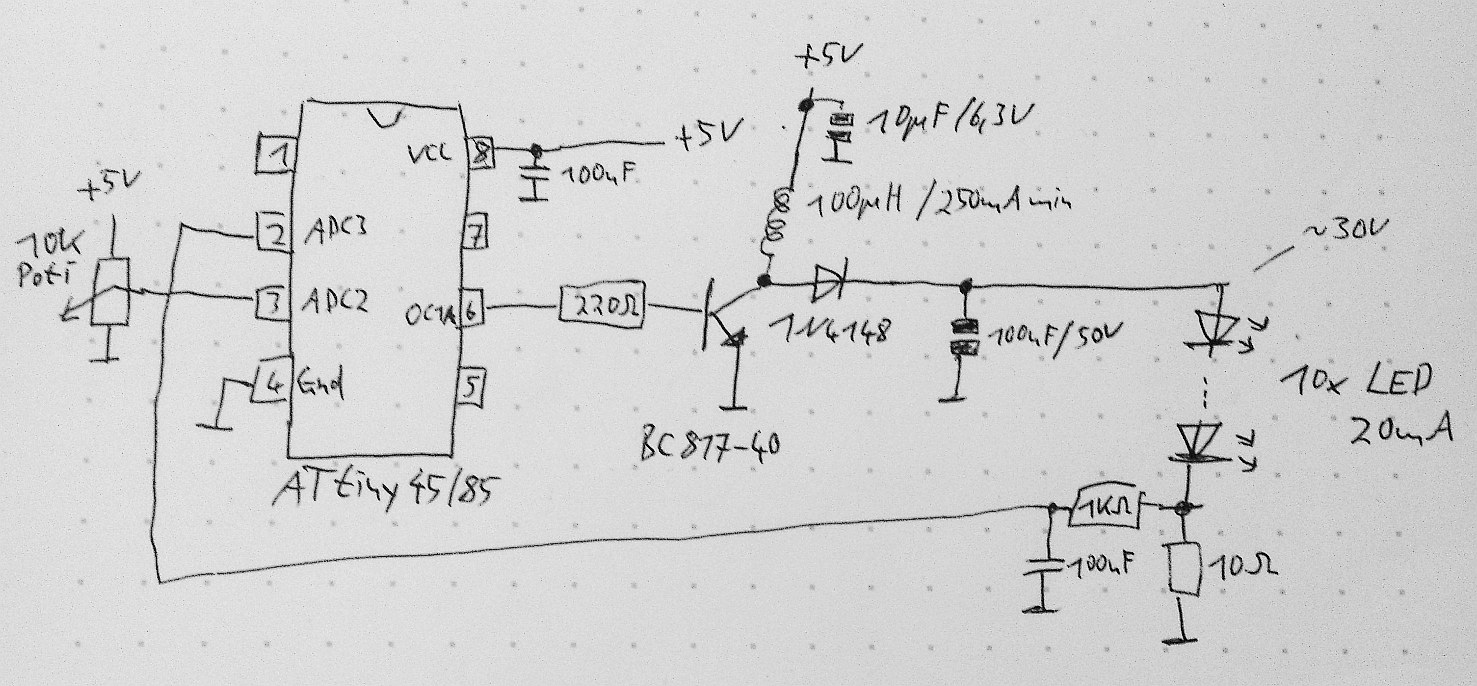 +5V
10µF/6,3V
+5V
100nF
100µH/250mA min
~30V
1
VCC
8
2
ADC3
7
3
ADC2
OC1A
6
4
Gnd
5
+5V
10K
Poti
220Ω
1N4148
100nF/50V
10x LED
20mA
BC817-40
ATtiny45/85
1KΩ
100nF
10Ω